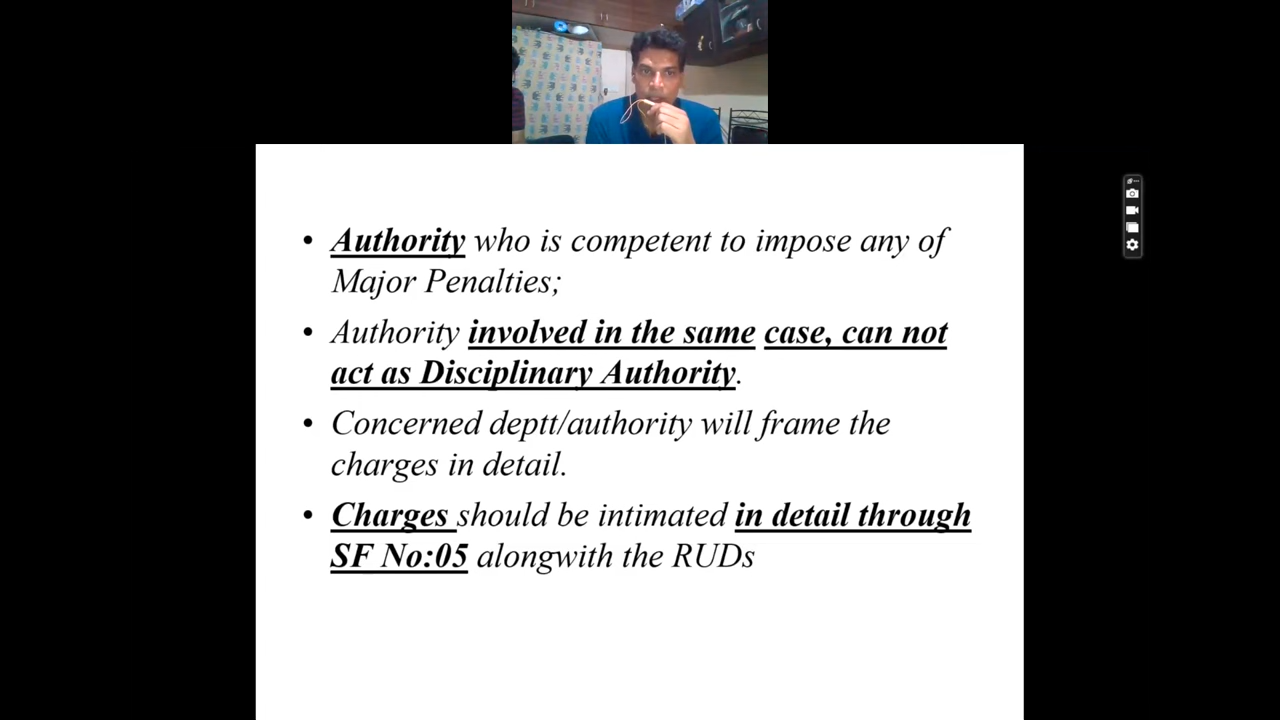 • Authority who is competent to impose any of
Major Penalties;
• Authority involved in the same case, can not
act as Disciplinary Authority.
• Concerned deptt/authority will frame the
charges in detail.
• Charges should be intimated in detail through
SF No:05 alongwith the RUDs